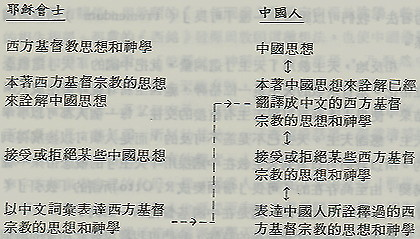 耶穌會士
西方基督教思想和神學
本著西方基督宗教的思想
來詮解中國思想
接受或拒絕某些中國思想
以中文詞彙表達西方基督
宗教的思想和神學
中國人
中國思想
本著中國思想來詮解已經
翻譯成中文的西方基督
宗教的思想和神學
接受或拒絕某些西方基督
宗教的思想和神學
表達中國人所詮釋過的西
方基督宗教的思想和神學